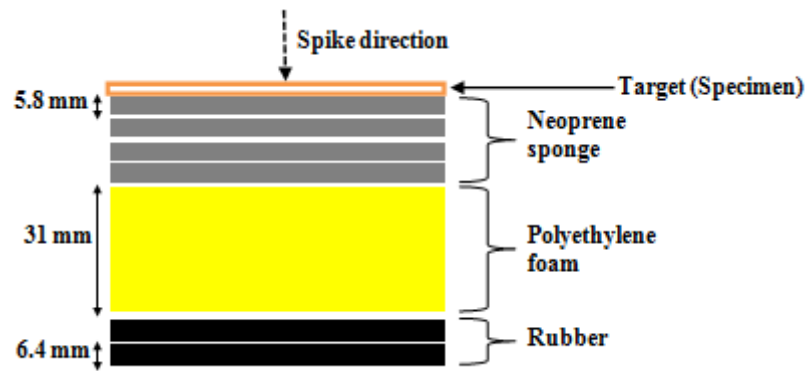 Spike direction
Target (Specimen)
5.8 mm
Neoprene
sponge
31 mm
Polyethylene
foam
Rubber
6.4 mm